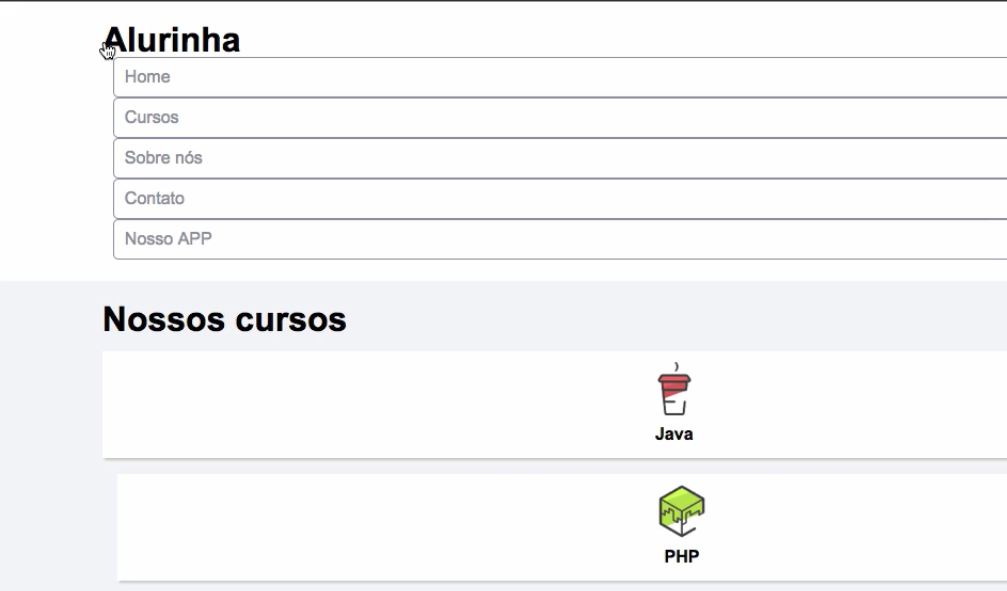 Alurinha
Home
Cursos
Sobre nós
Contato
Nosso APP
Nossos cursos
Java
PHP